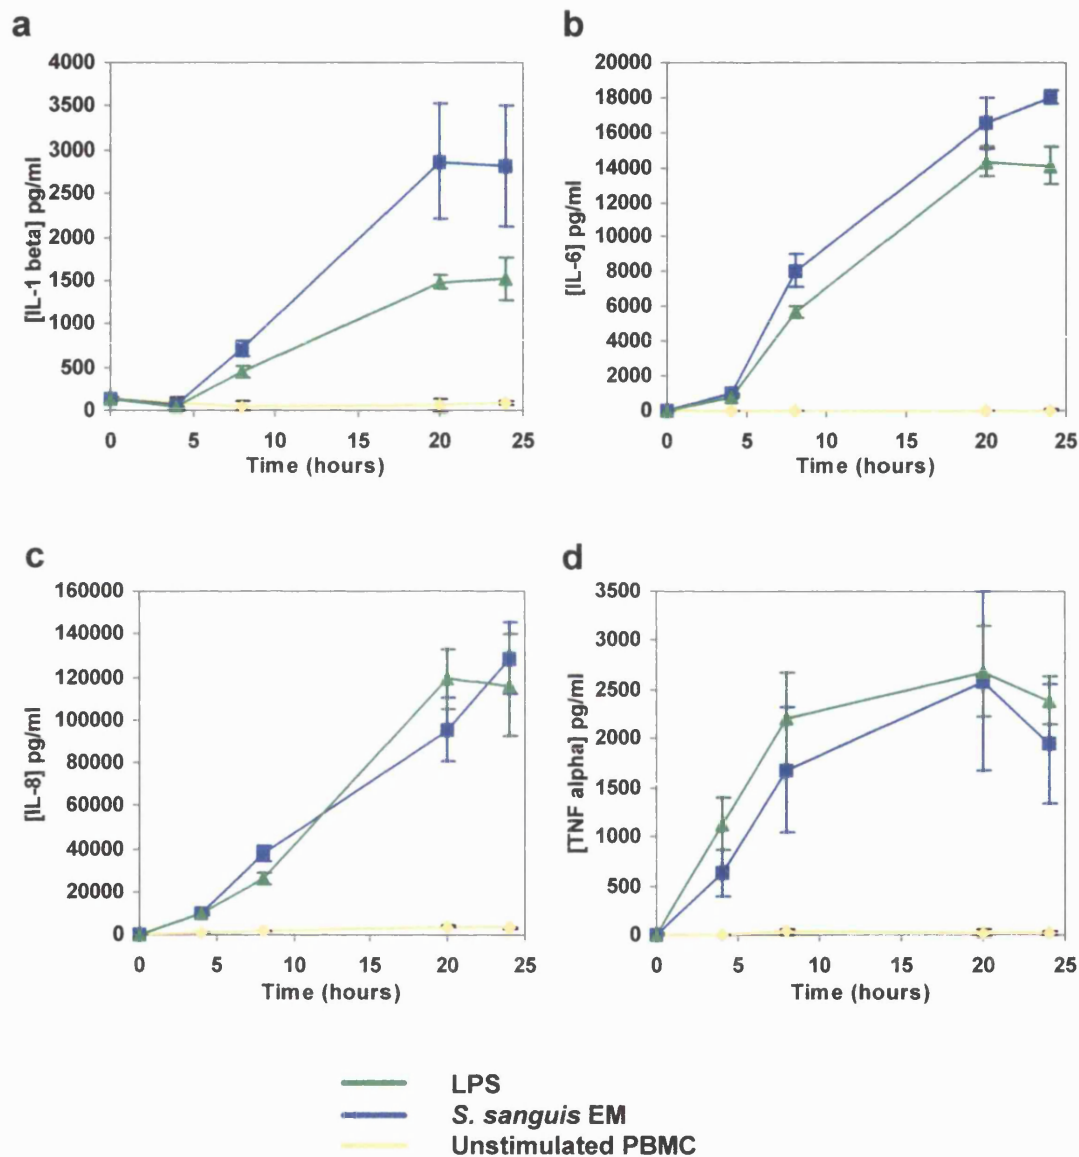 a
4000
3500
3000
2500
2000
1500
1000
500
0
[IL-1 beta] pg/ml
0 5 10 15 20 25
Time (hours)
b
20000
18000
16000
14000
12000
10000
8000
6000
4000
2000
0
[IL-6] pg/ml
0 5 10 15 20 25
Time (hours)
c
160000
140000
120000
100000
80000
60000
40000
20000
0
[IL-8] pg/ml
0 5 10 15 20 25
Time (hours)
d
3500
3000
2500
2000
1500
1000
500
0
[TNF alpha] pg/ml
0 5 10 15 20 25
Time (hours)
LPS
S. sanguis EM
Unstimulated PBMC